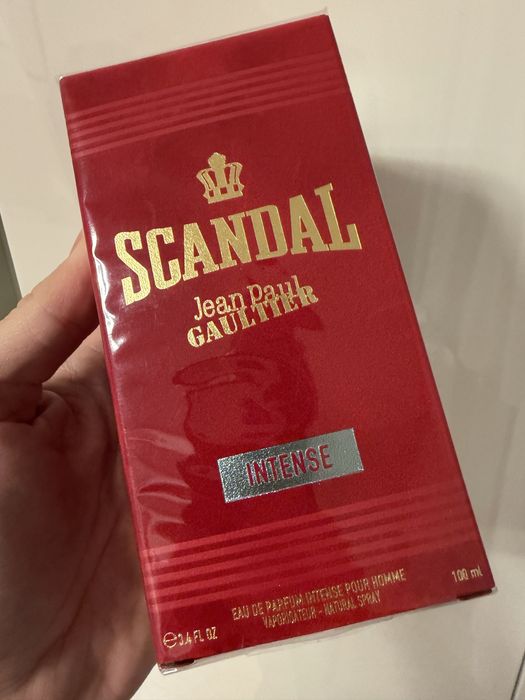 SCANDAL
Jean Paul
GAULTIER
INTENSE
EAU DE PARFUM INTENSE POUR HOMME
VAPORISATEUR - NATURAL SPRAY
℮3.4 FL OZ
100 ml